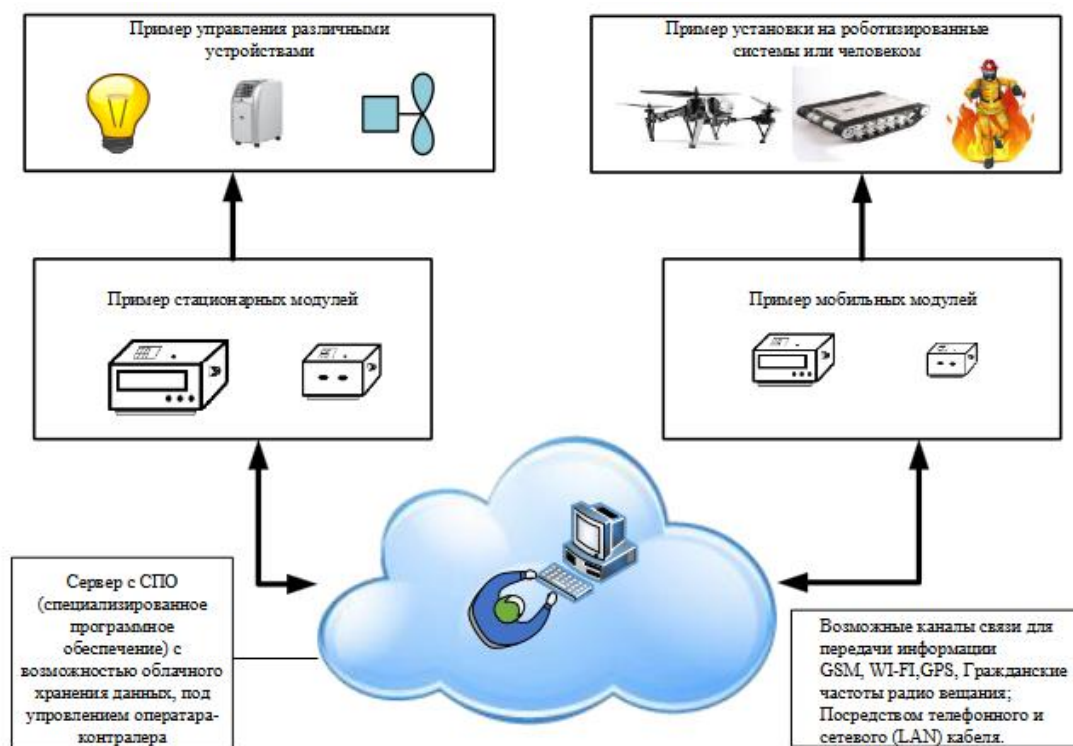 Пример управления различными
устройствами
Пример установки на роботизированные
системы или человеком
Пример стационарных модулей
Пример мобильных модулей
Сервер с СПО
(специализированное
программное
обеспечение) с
возможностью облачного
хранения данных, под
упровлением оператара-
контралера
Возможные каналы связи для
передачи информации
GSM, WI-FI,GPS, Гражданские
частоты радио вещания;
Посредством телефонного и
сетевого (LAN) кабеля.